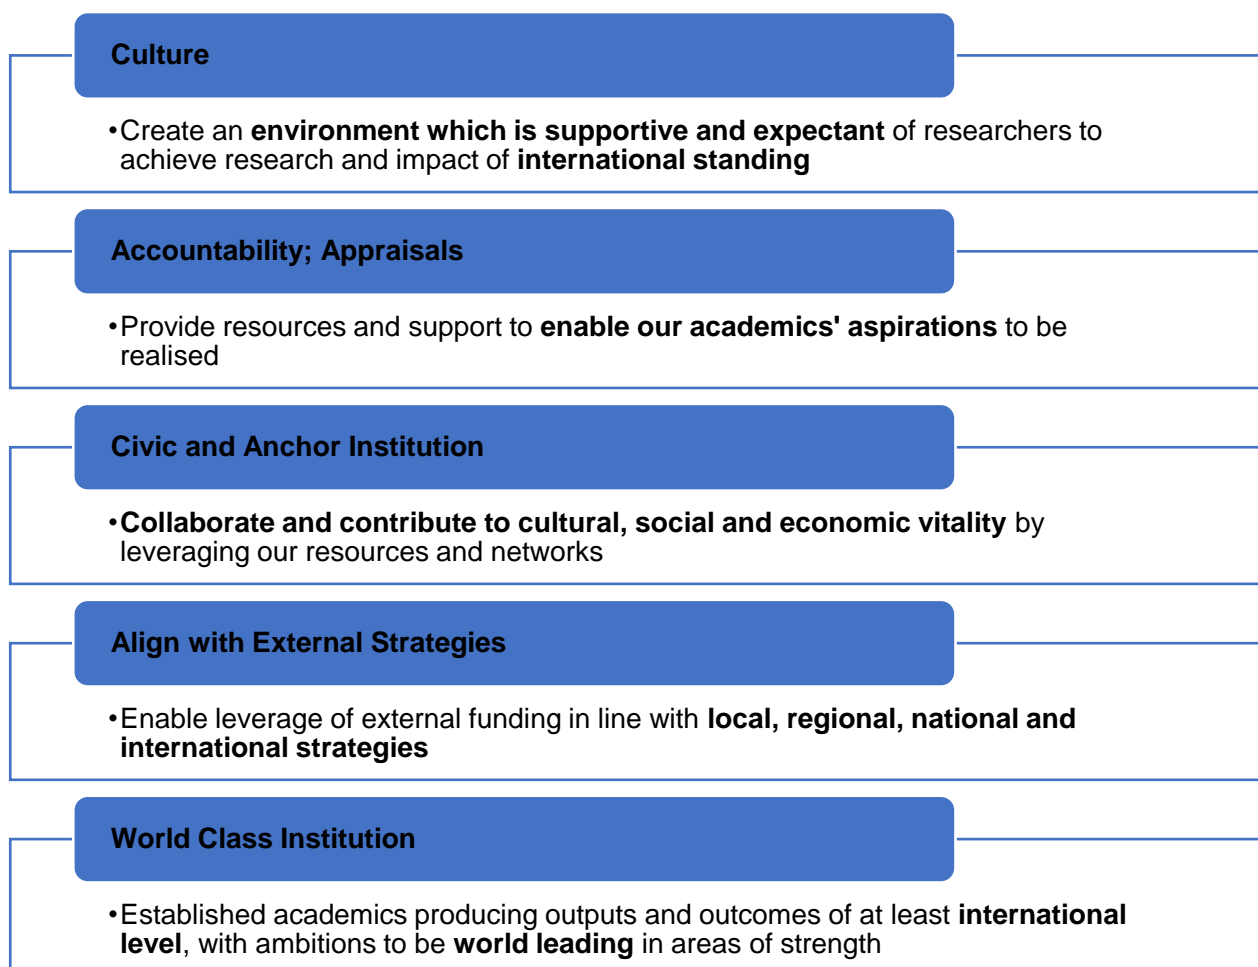 Culture
•Create an environment which is supportive and expectant of researchers to
achieve research and impact of international standing
Accountability; Appraisals
•Provide resources and support to enable our academics' aspirations to be
realised
Civic and Anchor Institution
•Collaborate and contribute to cultural, social and economic vitality by
leveraging our resources and networks
Align with External Strategies
•Enable leverage of external funding in line with local, regional, national and
international strategies
World Class Institution
•Established academics producing outputs and outcomes of at least international
level, with ambitions to be world leading in areas of strength